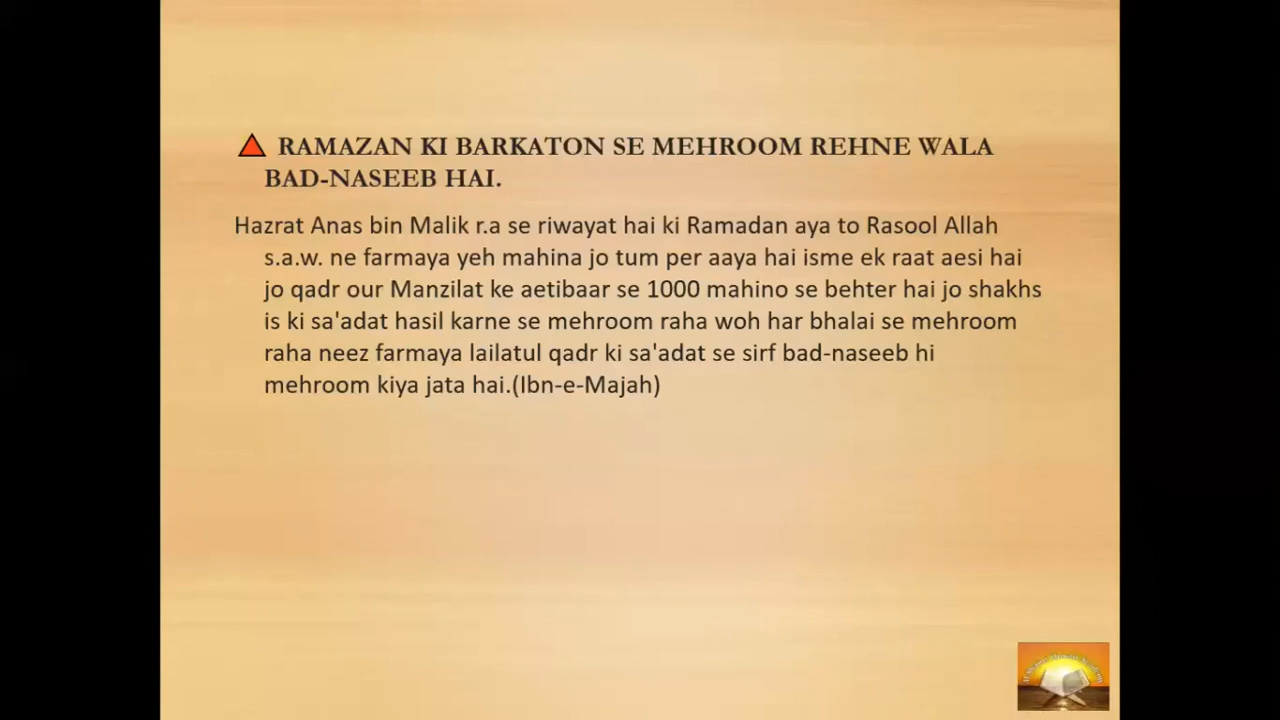 RAMAZAN KI BARKATON SE MEHROOM REHNE WALA
BAD-NASEEB HAI.
Hazrat Anas bin Malik r.a se riwayat hai ki Ramadan aya to Rasool Allah
s.a.w. ne farmaya yeh mahina jo tum per aaya hai isme ek raat aesi hai
jo qadr our Manzilat ke aetibaar se 1000 mahino se behter hai jo shakhs
is ki sa'adat hasil karne se mehroom raha woh har bhalai se mehroom
raha neez farmaya lailatul qadr ki sa'adat se sirf bad-naseeb hi
mehroom kiya jata hai.(Ibn-e-Majah)